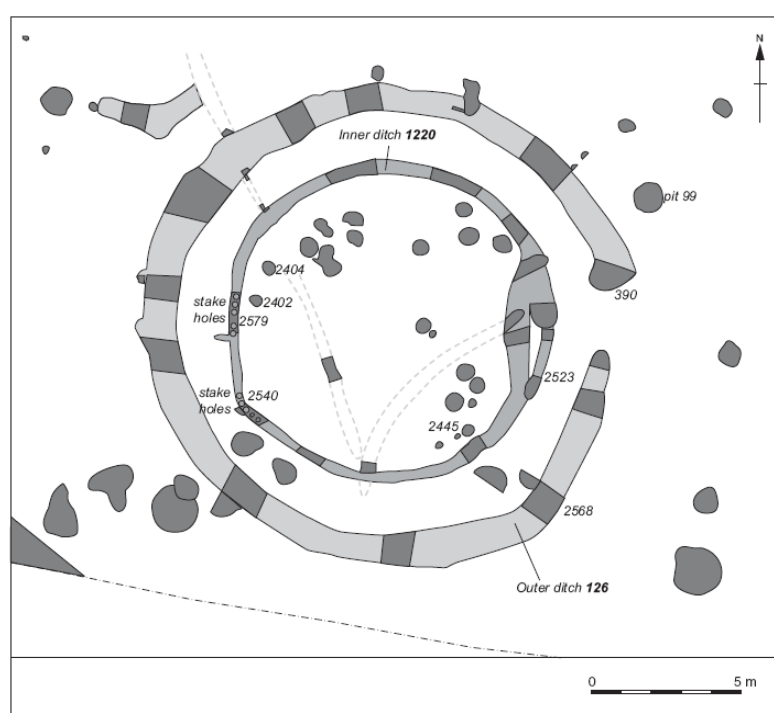 N
Inner ditch 1220
pit 99
2404
390
stake
holes
2402
2579
2523
stake
holes
2540
2445
2568
Outer ditch 126
0
5 m